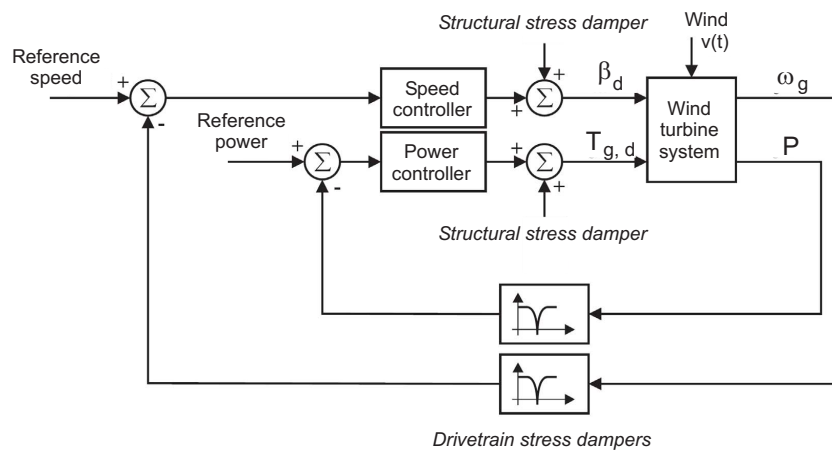 Structural stress damper
Wind
v(t)
Reference
speed
+
Σ
-
Speed
controller
+
+
Σ
β_d
Wind
turbine
system
ω_g
Reference
power
+
Σ
-
Power
controller
+
+
Σ
T_g, d
P
Structural stress damper
Drivetrain stress dampers